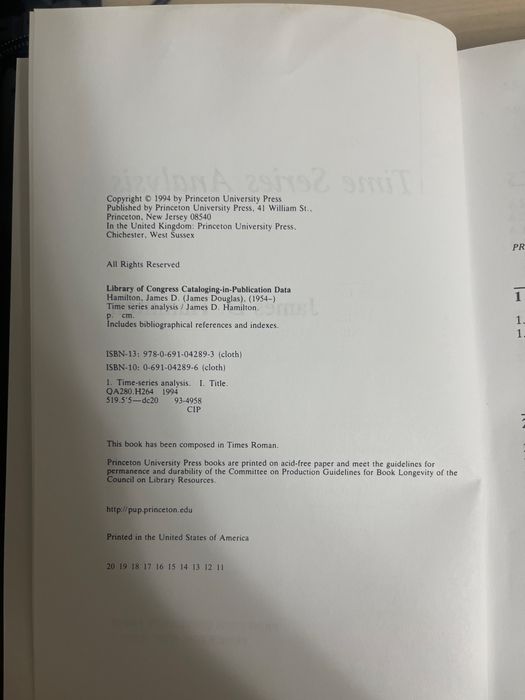 Copyright © 1994 by Princeton University Press
Published by Princeton University Press, 41 William St.,
Princeton, New Jersey 08540
In the United Kingdom: Princeton University Press,
Chichester, West Sussex
All Rights Reserved
Library of Congress Cataloging-in-Publication Data
Hamilton, James D. (James Douglas), (1954–)
Time series analysis / James D. Hamilton.
p. cm.
Includes bibliographical references and indexes.
ISBN-13: 978-0-691-04289-3 (cloth)
ISBN-10: 0-691-04289-6 (cloth)
1. Time-series analysis. I. Title.
QA280.H264 1994
519.5'5—dc20 93-4958
CIP
This book has been composed in Times Roman.
Princeton University Press books are printed on acid-free paper and meet the guidelines for
permanence and durability of the Committee on Production Guidelines for Book Longevity of the
Council on Library Resources.
http://pup.princeton.edu
Printed in the United States of America
20 19 18 17 16 15 14 13 12 11
PR
1
1.
1.